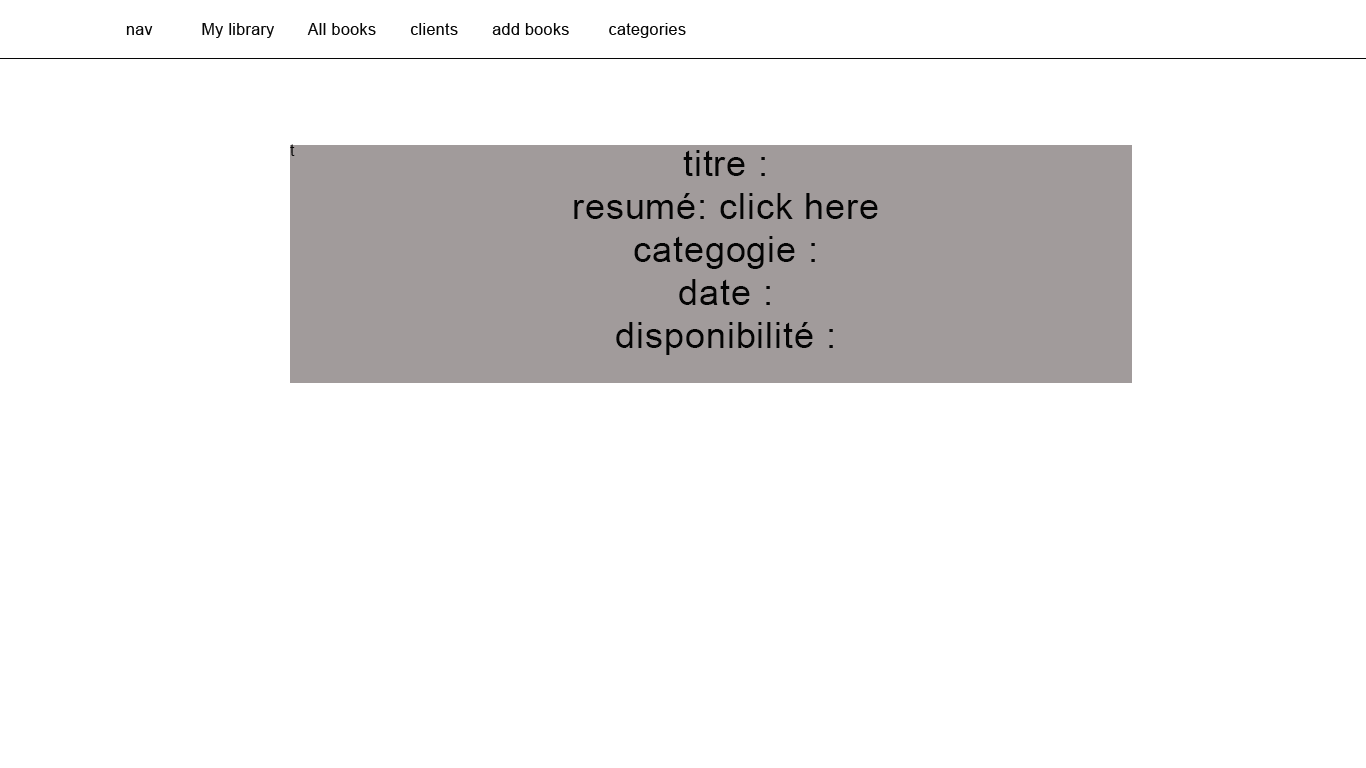 nav My library All books clients add books categories
t
titre :
resumé: click here
categogie :
date :
disponibilité :